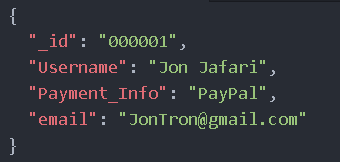 {
"_id": "000001",
"Username": "Jon Jafari",
"Payment_Info": "PayPal",
"email": "JonTron@gmail.com"
}